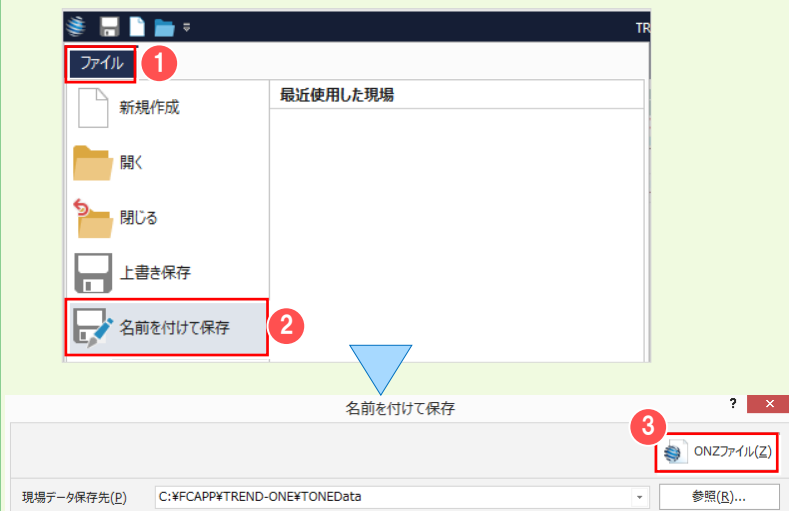 TR
ファイル
1
最近使用した現場
新規作成
開く
閉じる
上書き保存
名前を付けて保存
2
名前を付けて保存
?
×
3
ONZファイル(Z)
現場データ保存先(P)
C:¥FCAPP¥TREND-ONE¥TONEData
参照(R)...